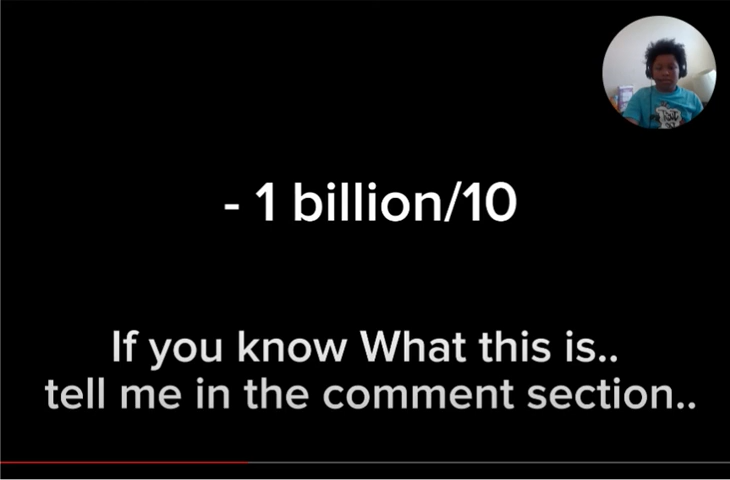 - 1 billion/10
If you know What this is..
tell me in the comment section..